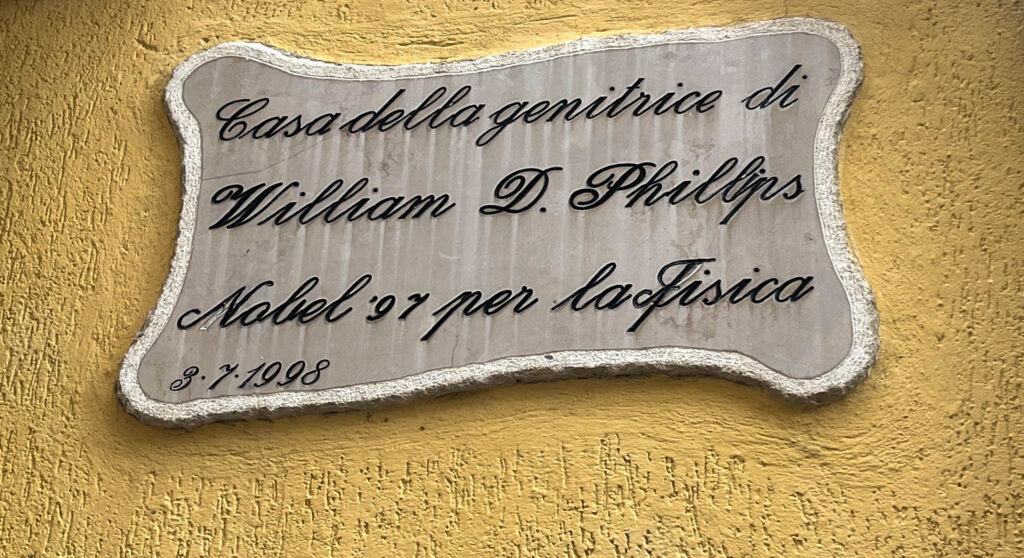 Casa della genitrice di
William D. Phillips
Nobel '97 per la Fisica
3.7.1998